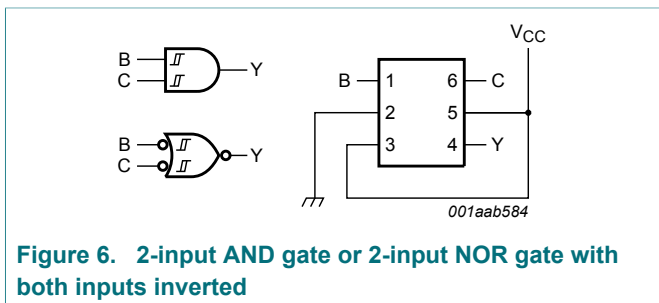 VCC
B
C
Y
B
C
Y
B 1 6 C
2 5
3 4 Y
001aab584
Figure 6. 2-input AND gate or 2-input NOR gate with
both inputs inverted